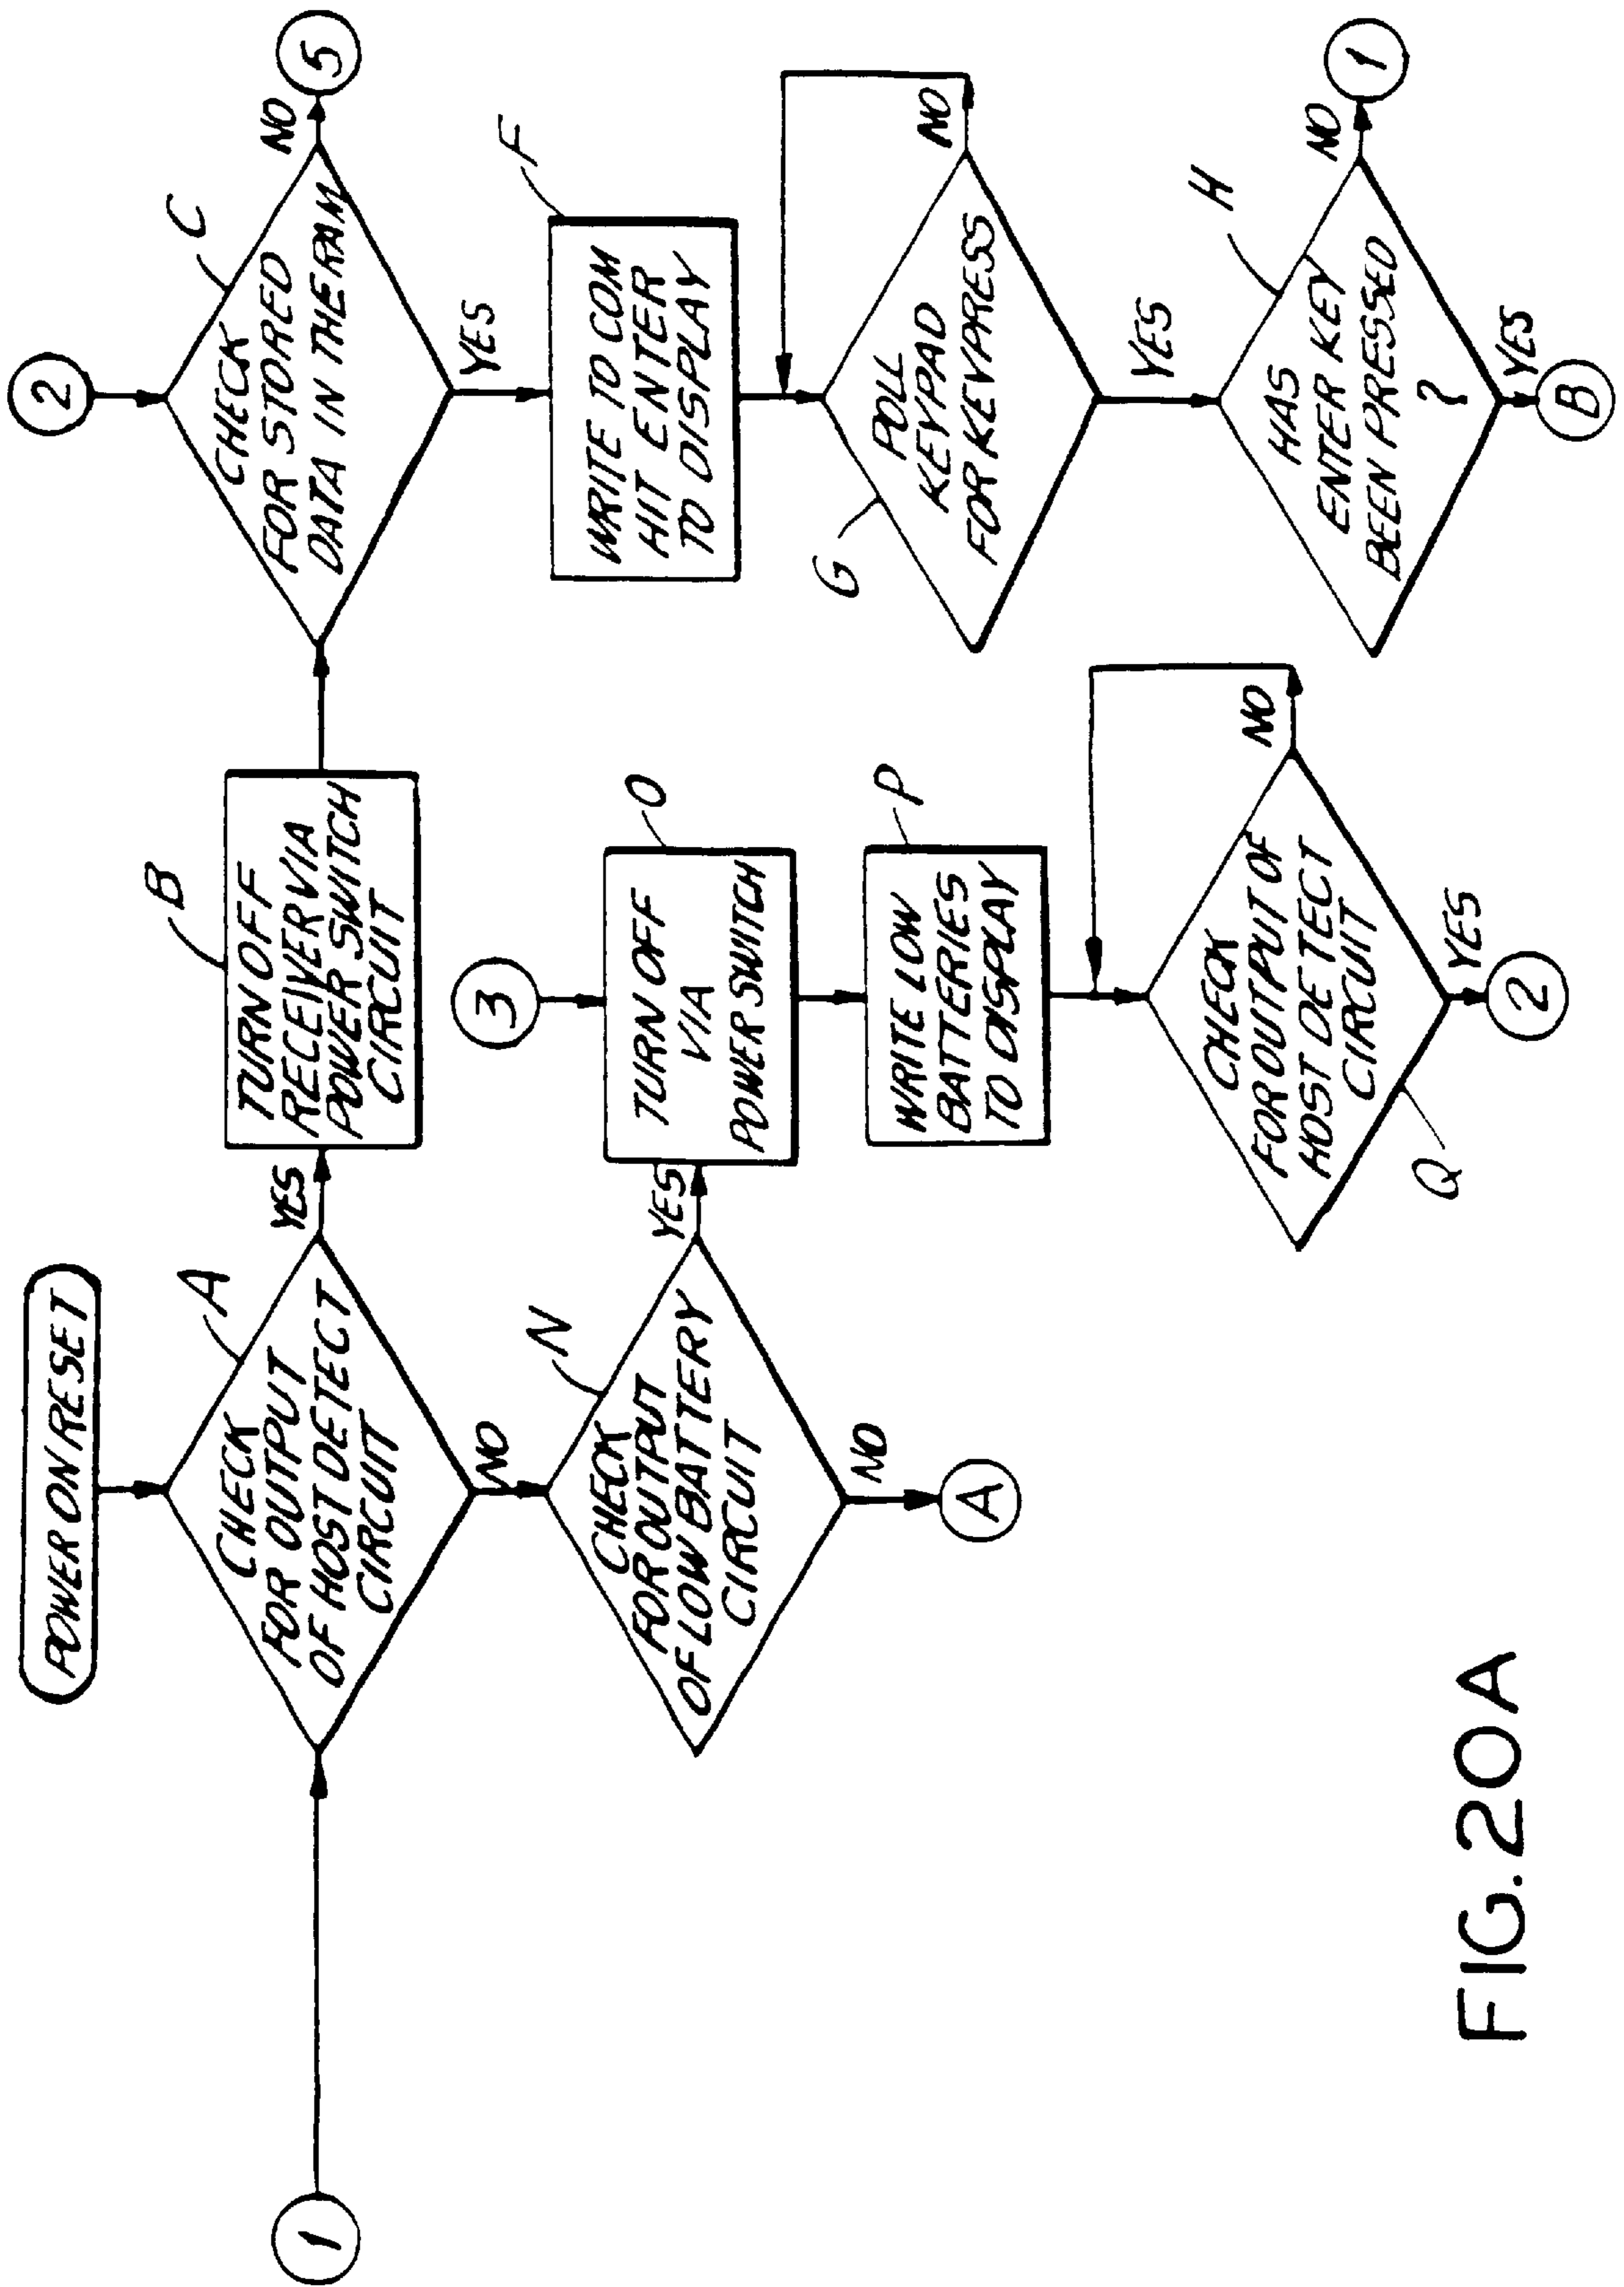 POWER ON RESET
1
A
CHECK
FOR OUTPUT
OF HOST DETECT
CIRCUIT
YES
NO
B
TURN OFF
RECEIVER VIA
POWER SWITCH
CIRCUIT
2
C
CHECK
FOR STORED
DATA IN THE RAM
NO
5
YES
F
WRITE TO COM
HIT ENTER
TO DISPLAY
G
POLL
KEYPAD
FOR KEYPRESS
NO
YES
H
HAS
ENTER KEY
BEEN PRESSED
?
NO
1
YES
B
N
CHECK
FOR OUTPUT
OF LOW BATTERY
CIRCUIT
YES
NO
A
3
O
TURN OFF
VIA
POWER SWITCH
P
WRITE LOW
BATTERIES
TO DISPLAY
CHECK
FOR OUTPUT OF
HOST DETECT
CIRCUIT
Q
NO
YES
2
FIG. 20A